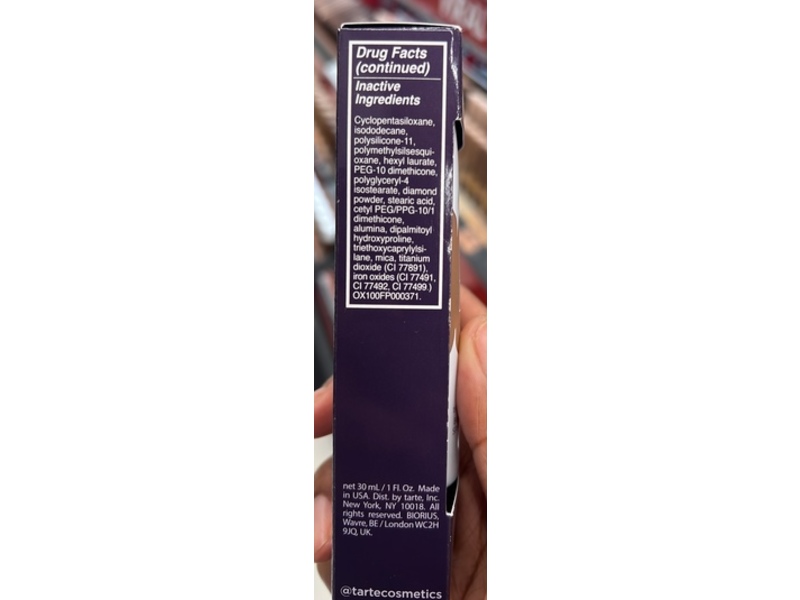 Drug Facts
(continued)
Inactive
Ingredients
Cyclopentasiloxane,
isododecane,
polysilicone-11,
polymethylsilsesqui-
oxane, hexyl laurate,
PEG-10 dimethicone,
polyglyceryl-4
isostearate, diamond
powder, stearic acid,
cetyl PEG/PPG-10/1
dimethicone,
alumina, dipalmitoyl
hydroxyproline,
triethoxycaprylylsi-
lane, mica, titanium
dioxide (CI 77891),
iron oxides (CI 77491,
CI 77492, CI 77499.)
OX100FP000371.
net 30 mL / 1 Fl. Oz. Made
in USA. Dist. by tarte, Inc.
New York, NY 10018. All
rights reserved. BIORIUS,
Wavre, BE / London WC2H
9JQ, UK.
@tartecosmetics